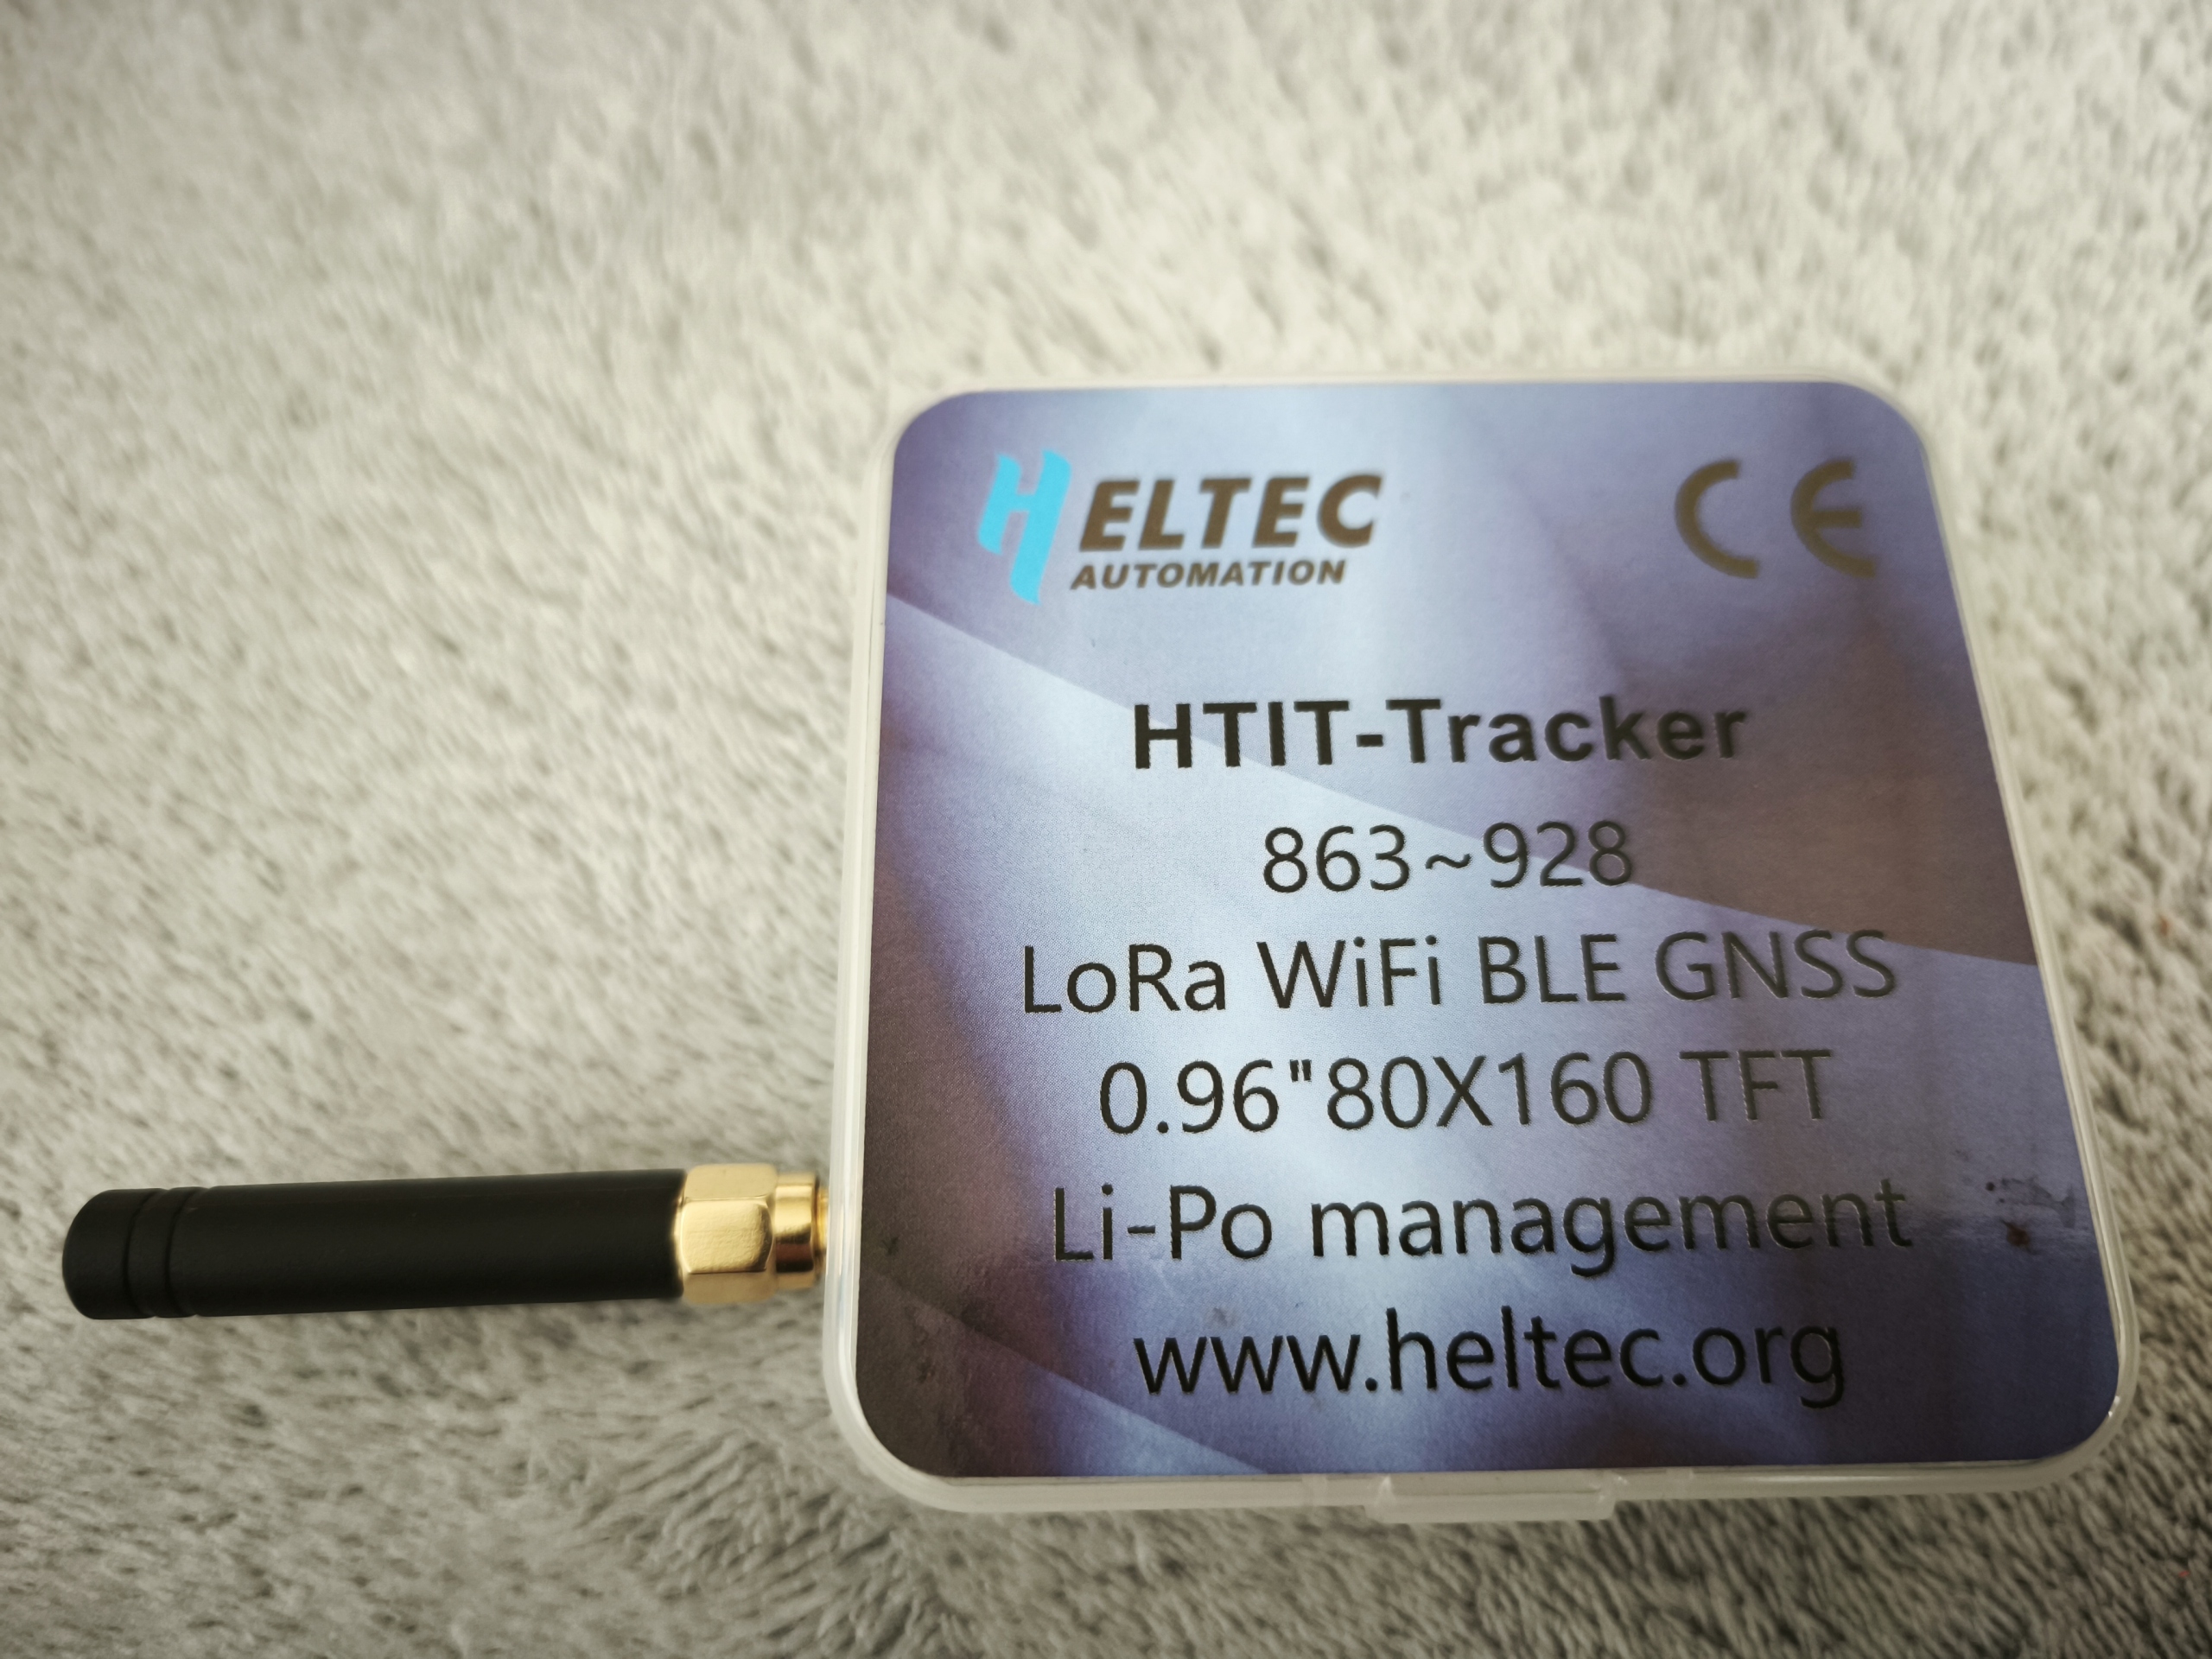 HELTEC CE
AUTOMATION
HTIT-Tracker
863~928
LoRa WiFi BLE GNSS
0.96"80X160 TFT
Li-Po management
www.heltec.org